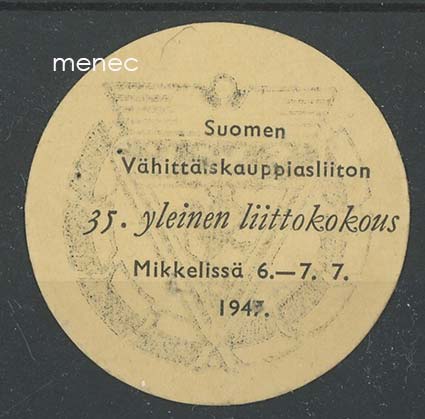 menec
Suomen
Vähittäiskauppiasliiton
35. yleinen liittokokous
Mikkelissä 6.—7. 7.
1947.